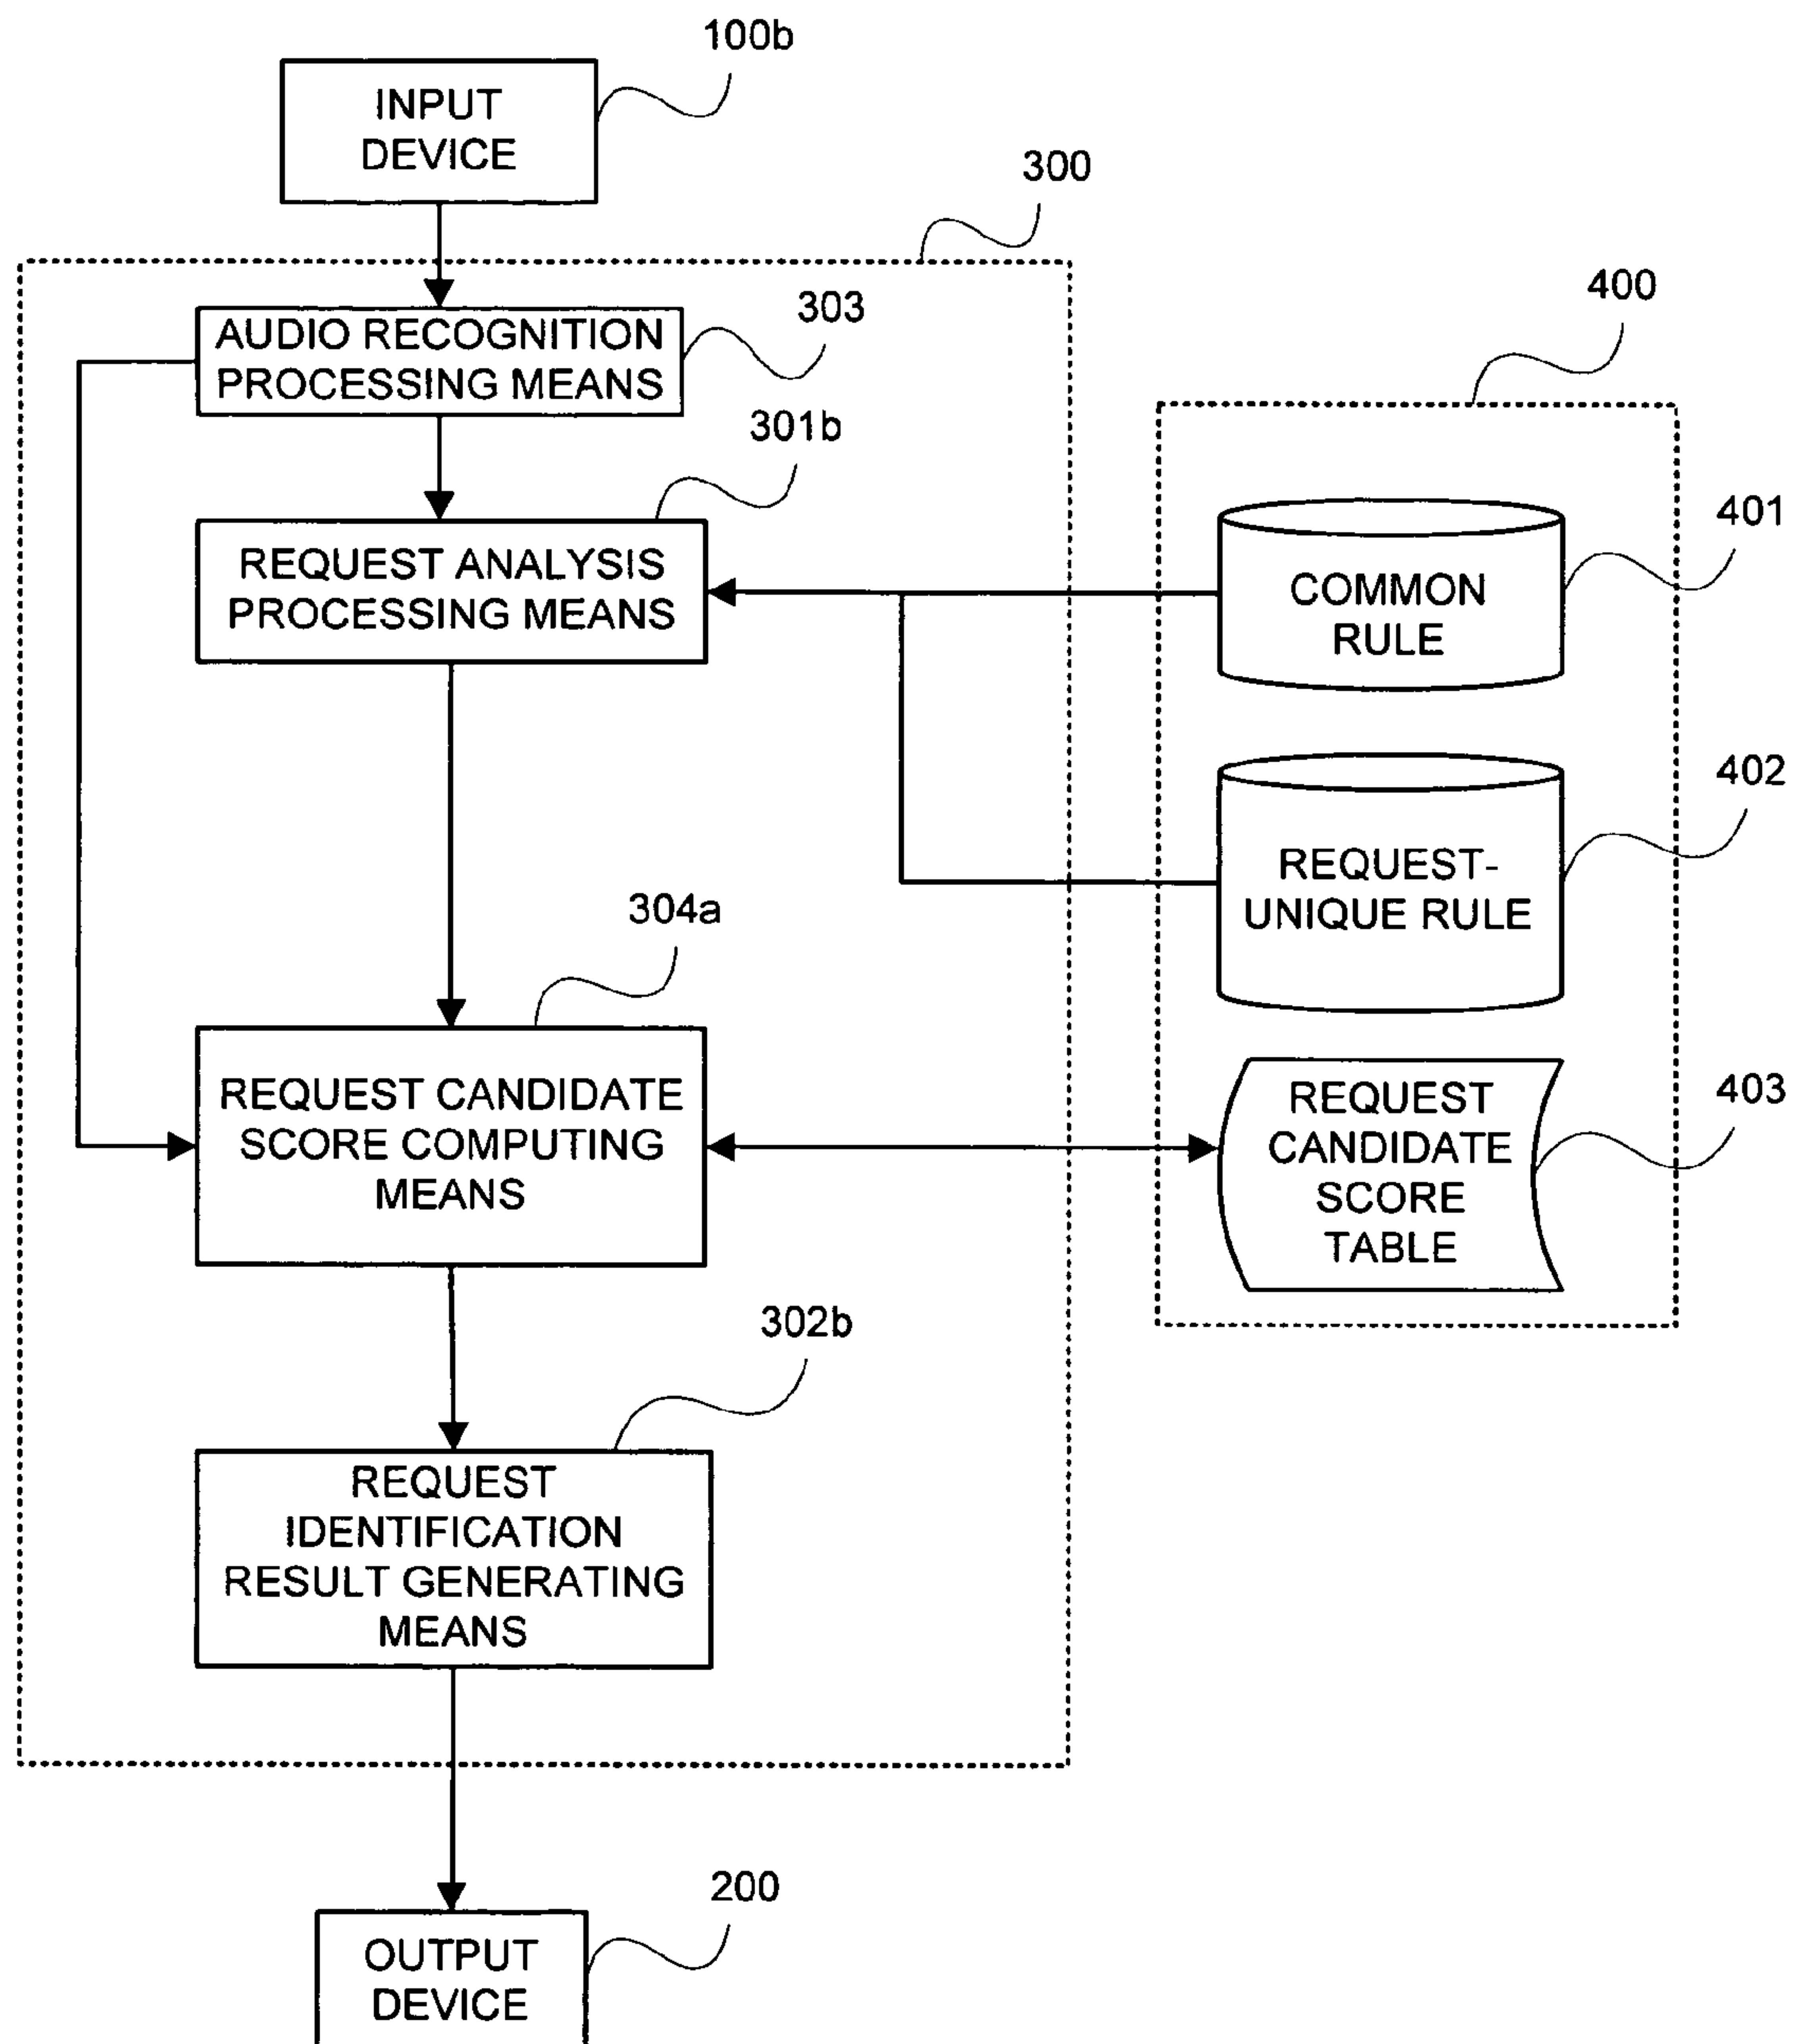 100b
INPUT
DEVICE
300
303
AUDIO RECOGNITION
PROCESSING MEANS
400
301b
REQUEST ANALYSIS
PROCESSING MEANS
401
COMMON
RULE
402
REQUEST-
UNIQUE RULE
304a
REQUEST CANDIDATE
SCORE COMPUTING
MEANS
403
REQUEST
CANDIDATE
SCORE
TABLE
302b
REQUEST
IDENTIFICATION
RESULT GENERATING
MEANS
200
OUTPUT
DEVICE